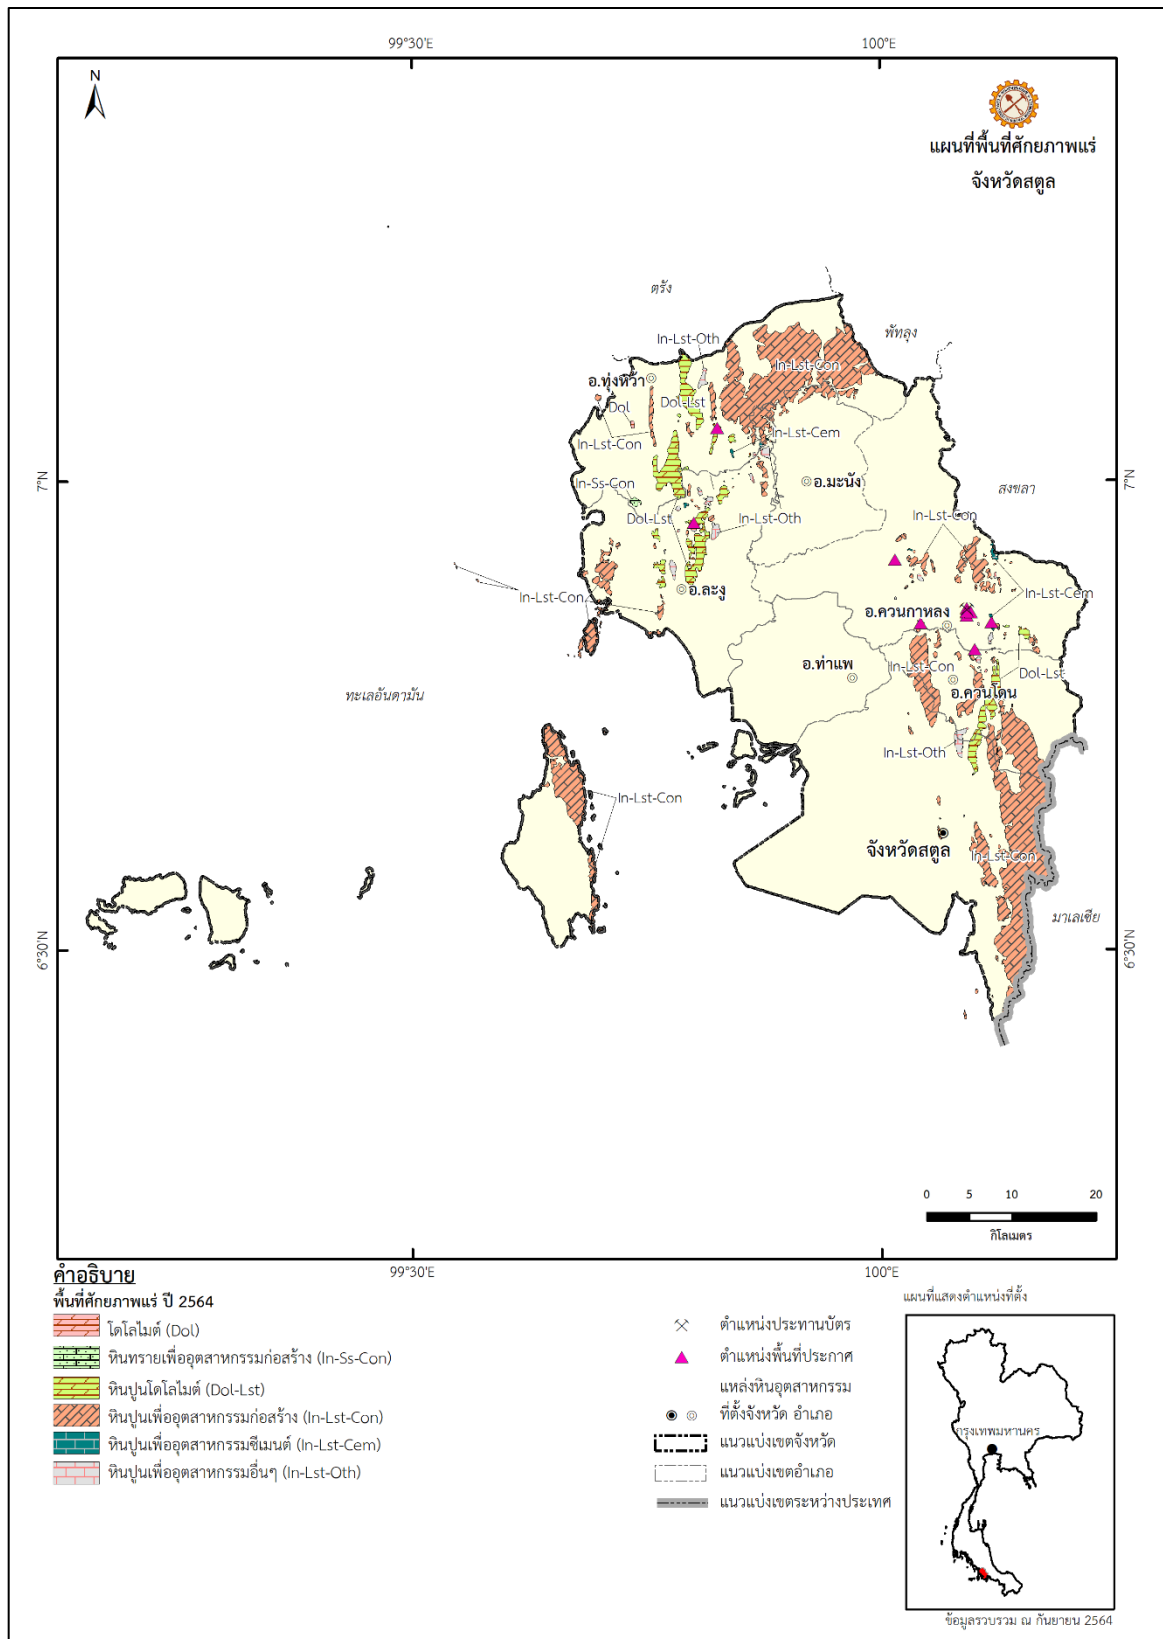 99°30'E
100°E
N
แผนที่พื้นที่ศักยภาพแร่
จังหวัดสตูล
ตรัง
พัทลุง
In-Lst-Oth
In-Lst-Con
อ.ทุ่งหว้า
Dol
Dol-Lst
In-Lst-Con
In-Lst-Cem
7°N
7°N
In-Ss-Con
อ.มะนัง
สงขลา
Dol-Lst
In-Lst-Oth
In-Lst-Con
In-Lst-Con
อ.ละงู
In-Lst-Cem
อ.ควนกาหลง
อ.ท่าแพ
In-Lst-Con
Dol-Lst
อ.ควนโดน
ทะเลอันดามัน
In-Lst-Oth
In-Lst-Con
จังหวัดสตูล
In-Lst-Con
มาเลเซีย
6°30'N
6°30'N
0 5 10 20
กิโลเมตร
99°30'E
100°E
คำอธิบาย
พื้นที่ศักยภาพแร่ ปี 2564
โดโลไมต์ (Dol)
หินทรายเพื่ออุตสาหกรรมก่อสร้าง (In-Ss-Con)
หินปูนโดโลไมต์ (Dol-Lst)
หินปูนเพื่ออุตสาหกรรมก่อสร้าง (In-Lst-Con)
หินปูนเพื่ออุตสาหกรรมซีเมนต์ (In-Lst-Cem)
หินปูนเพื่ออุตสาหกรรมอื่นๆ (In-Lst-Oth)
ตำแหน่งประทานบัตร
ตำแหน่งพื้นที่ประกาศ
แหล่งหินอุตสาหกรรม
ที่ตั้งจังหวัด อำเภอ
แนวแบ่งเขตจังหวัด
แนวแบ่งเขตอำเภอ
แนวแบ่งเขตระหว่างประเทศ
แผนที่แสดงตำแหน่งที่ตั้ง
กรุงเทพมหานคร
ข้อมูลรวบรวม ณ กันยายน 2564